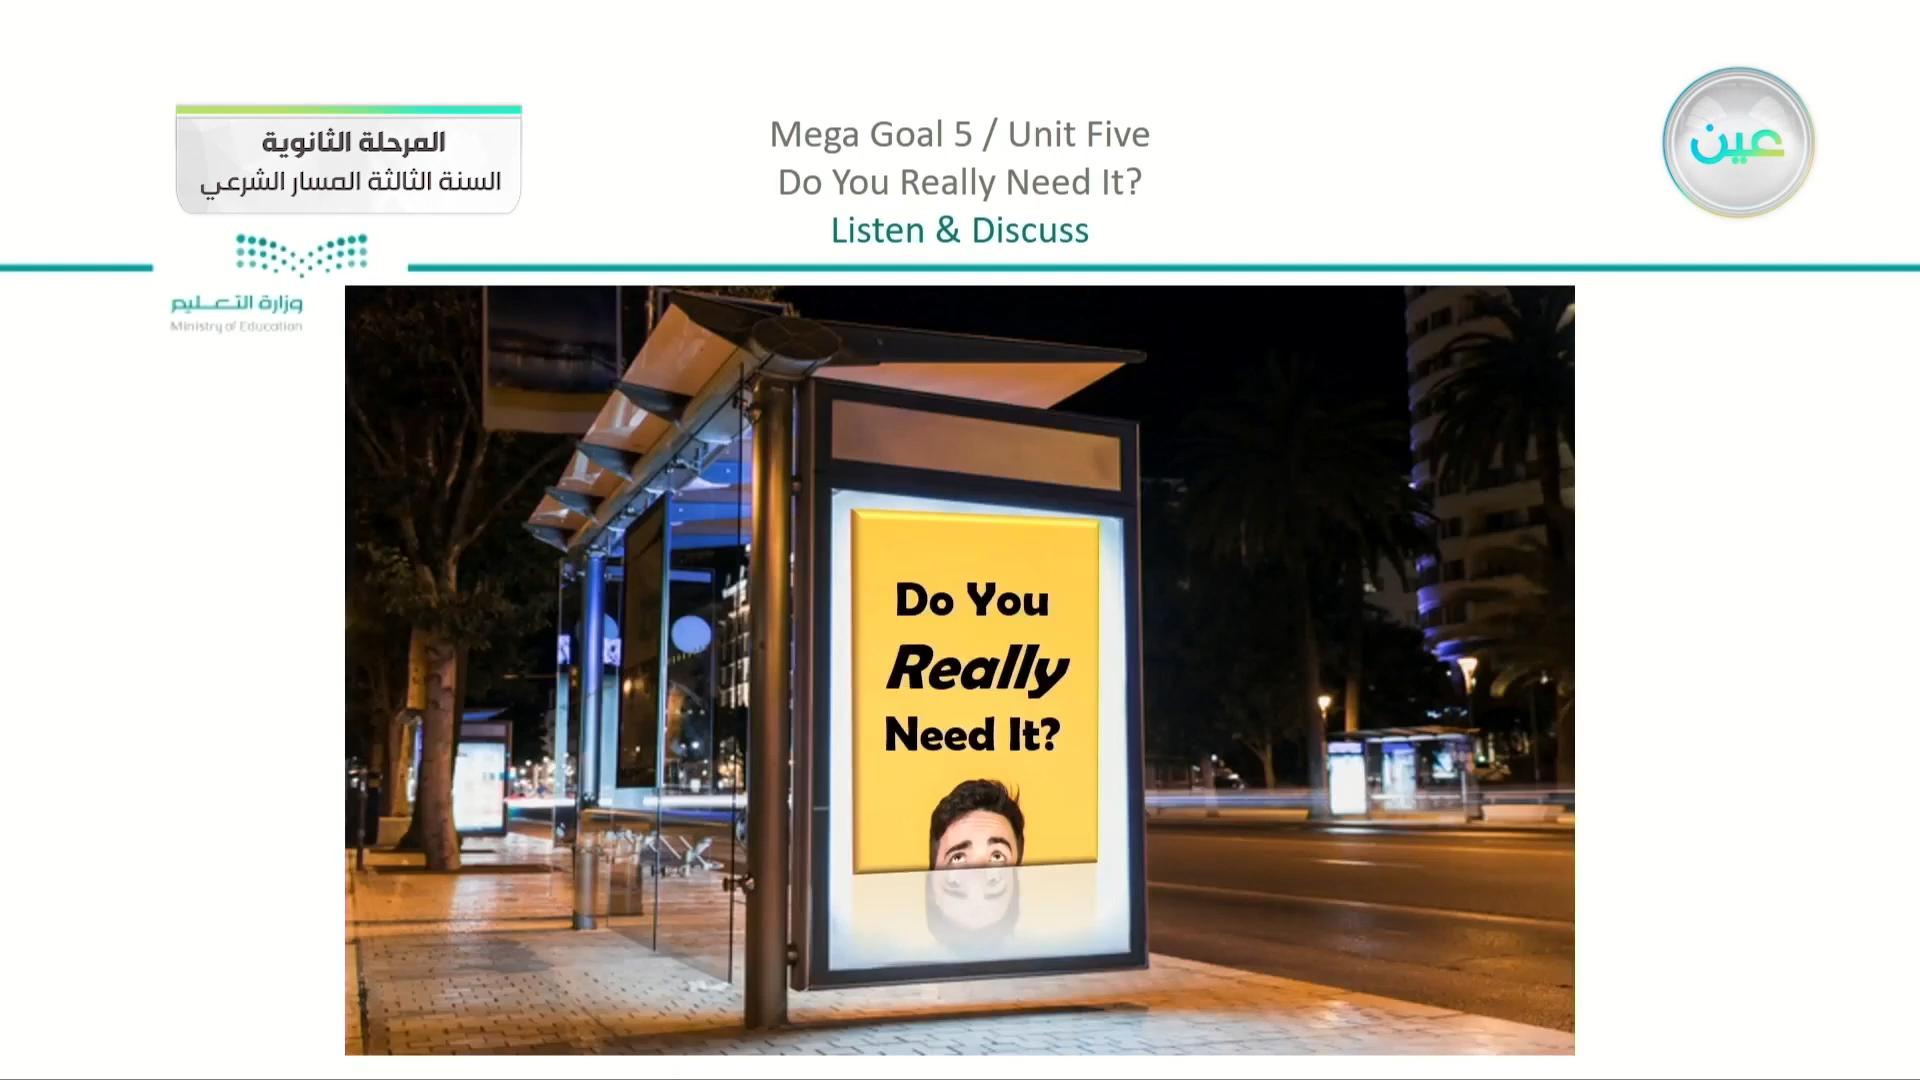 المرحلة الثانوية
السنة الثالثة المسار الشرعي
Mega Goal 5 / Unit Five
Do You Really Need It?
Listen & Discuss
عين
وزارة التعليم
Ministry of Education
Do You
Really
Need It?